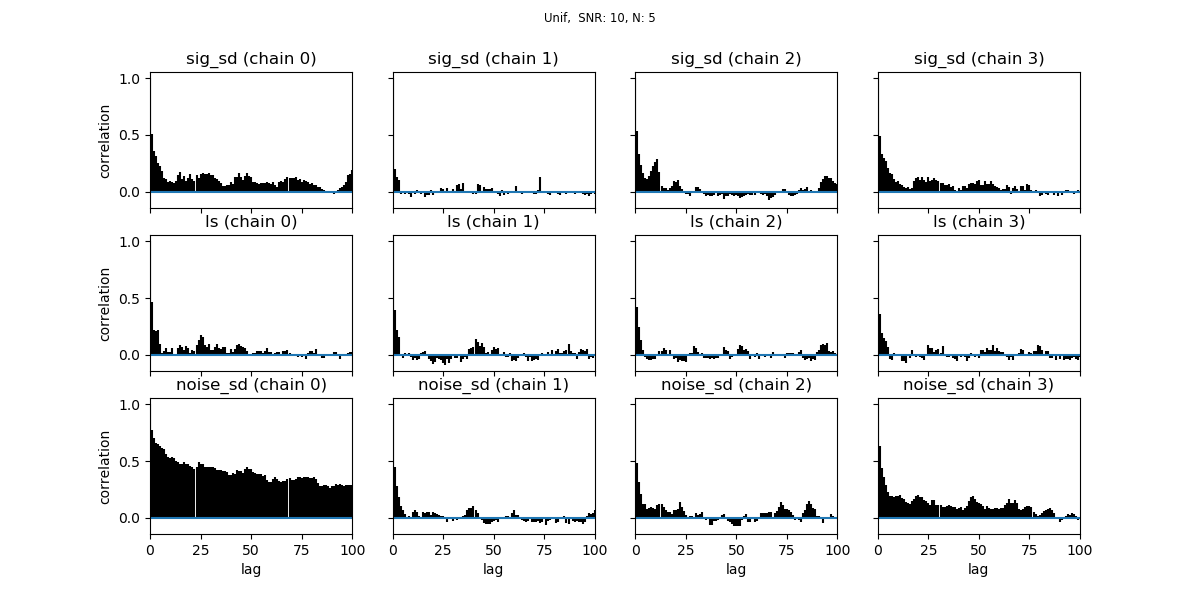 Unif,  SNR: 10, N: 5
sig_sd (chain 0)
sig_sd (chain 1)
sig_sd (chain 2)
sig_sd (chain 3)
1.0
0.5
0.0
correlation
ls (chain 0)
ls (chain 1)
ls (chain 2)
ls (chain 3)
1.0
0.5
0.0
correlation
noise_sd (chain 0)
noise_sd (chain 1)
noise_sd (chain 2)
noise_sd (chain 3)
1.0
0.5
0.0
correlation
0 25 50 75 100
0 25 50 75 100
0 25 50 75 100
0 25 50 75 100
lag
lag
lag
lag